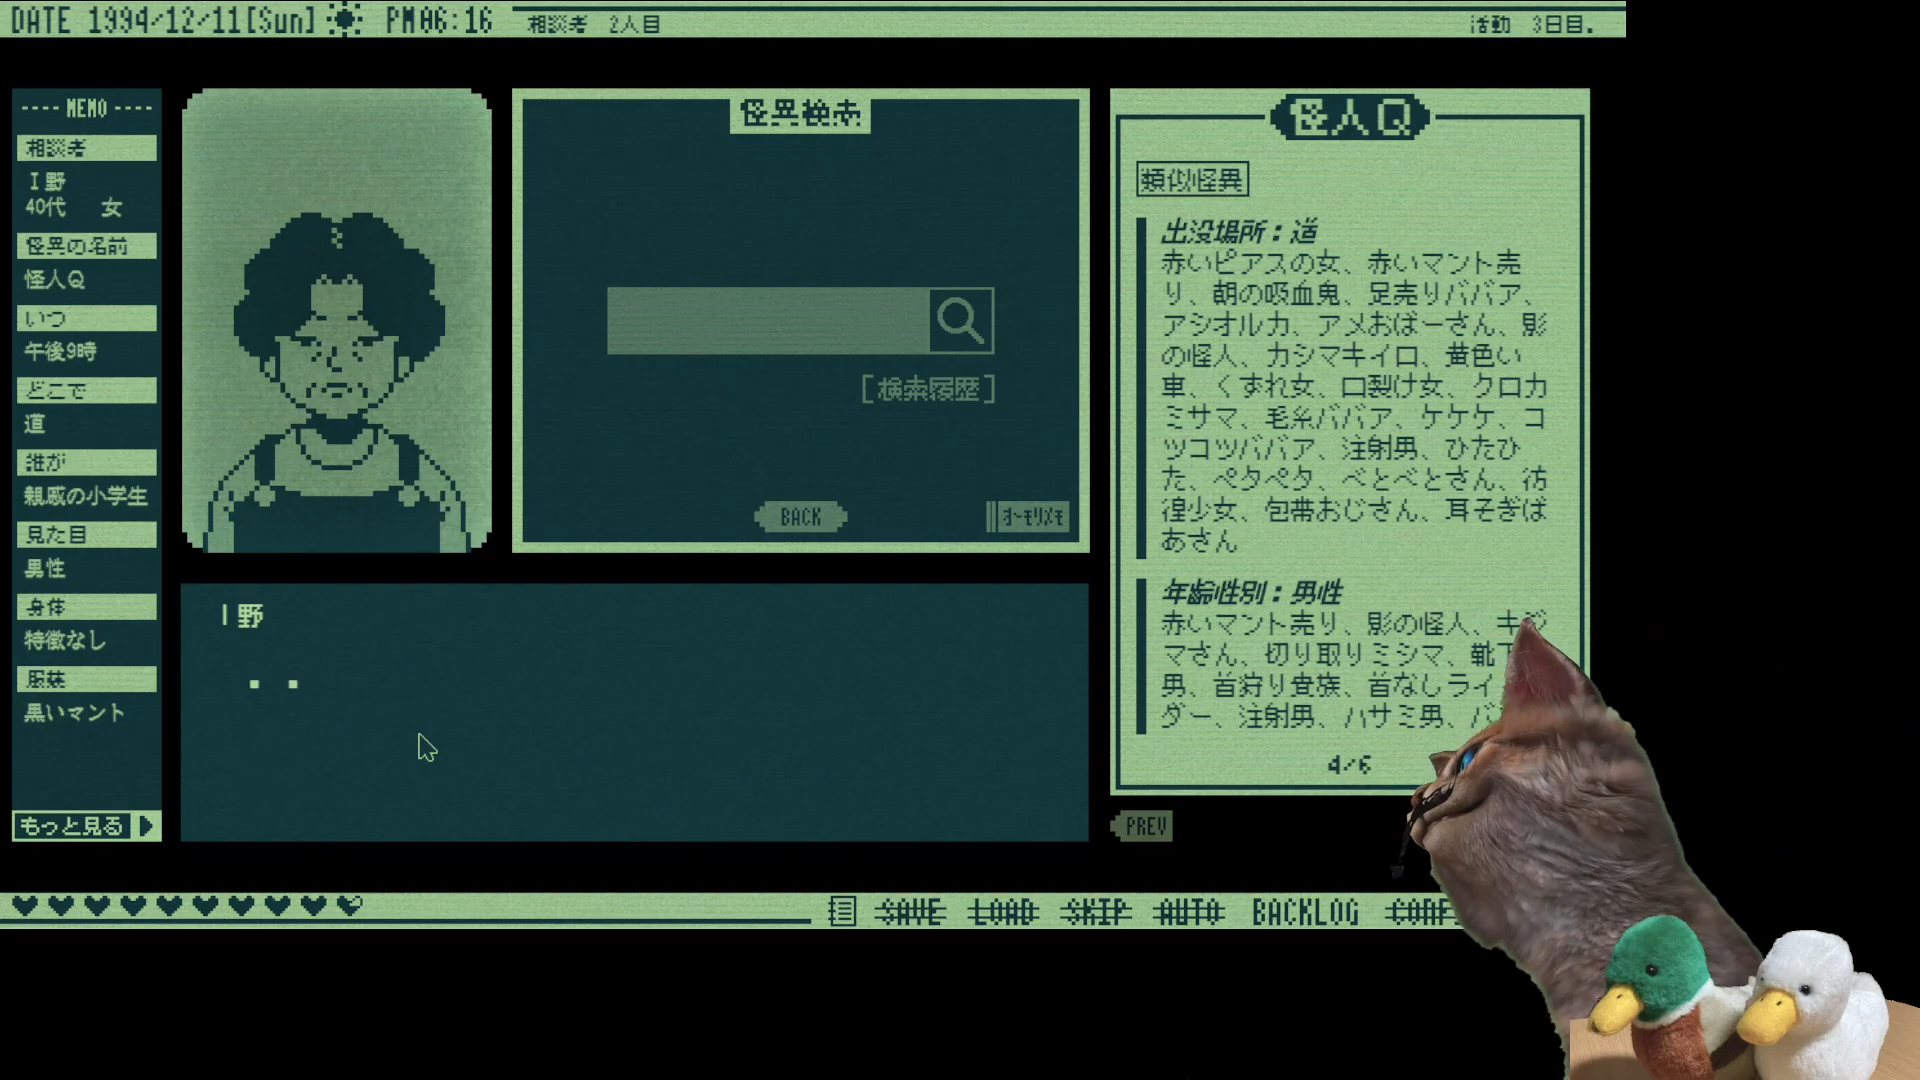 DATE 1994/12/11[Sun] PM06:16
相談者 2人目
活動 3日目.
---- MEMO ----
相談者
I野
40代 女
怪異の名前
怪人Q
いつ
午後9時
どこで
道
誰が
親戚の小学生
見た目
男性
身体
特徴なし
服装
黒いマント
もっと見る
怪異検索
[検索履歴]
BACK
ヨ~モリメモ
I野
怪人Q
類似怪異
出没場所:道
赤いピアスの女、赤いマント売
り、朝の吸血鬼、足売りババア、
アシオルカ、アメおばーさん、影
の怪人、カシマキイロ、黄色い
車、くずれ女、口裂け女、クロカ
ミサマ、毛糸ババア、ケケケ、コ
ツコツババア、注射男、ひたひ
た、ペタペタ、べとべとさん、彷
徨少女、包帯おじさん、耳そぎば
あさん
年齢性別:男性
赤いマント売り、影の怪人、キジ
マさん、切り取りミシマ、靴下
男、首狩り貴族、首なしライ
ダー、注射男、ハサミ男、
4/6
PREV
SAVE LOAD SKIP AUTO BACKLOG